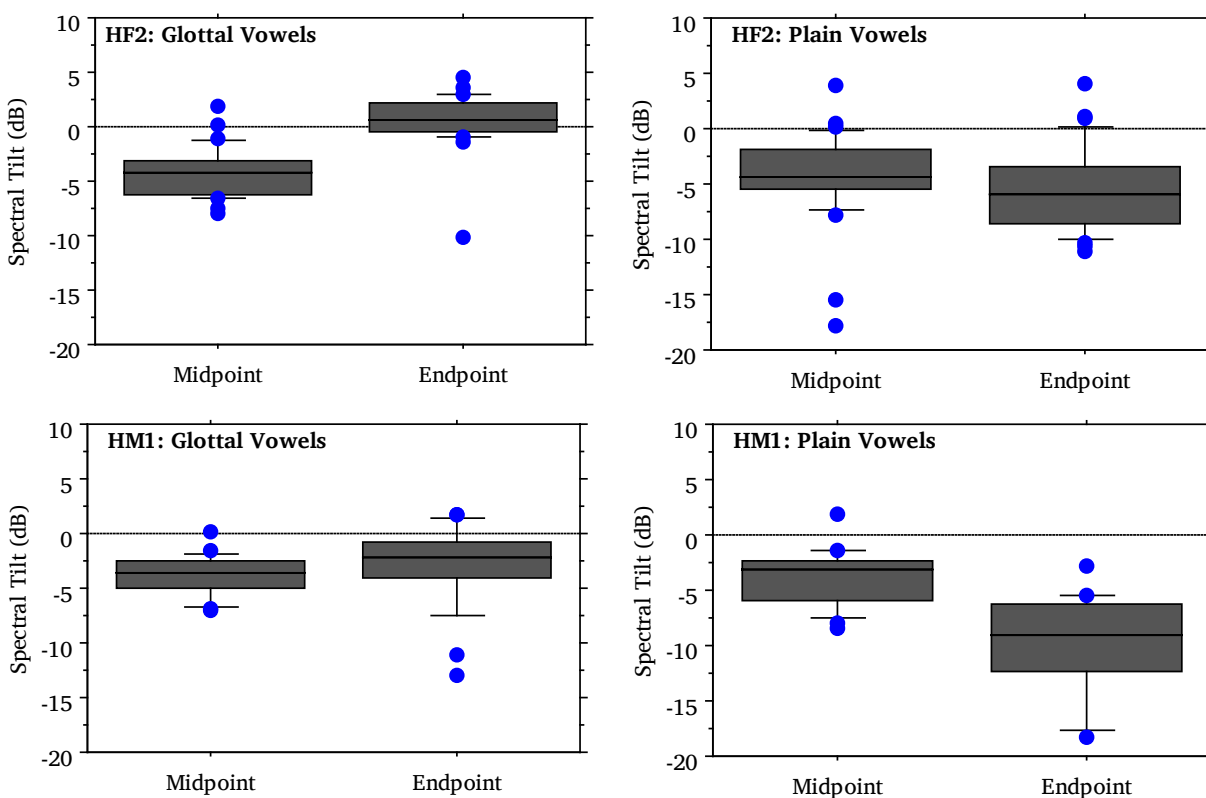 HF2: Glottal Vowels
Spectral Tilt (dB)
10
5
0
-5
-10
-15
-20
Midpoint Endpoint
HF2: Plain Vowels
Spectral Tilt (dB)
10
5
0
-5
-10
-15
-20
Midpoint Endpoint
HM1: Glottal Vowels
Spectral Tilt (dB)
10
5
0
-5
-10
-15
-20
Midpoint Endpoint
HM1: Plain Vowels
Spectral Tilt (dB)
10
5
0
-5
-10
-15
-20
Midpoint Endpoint